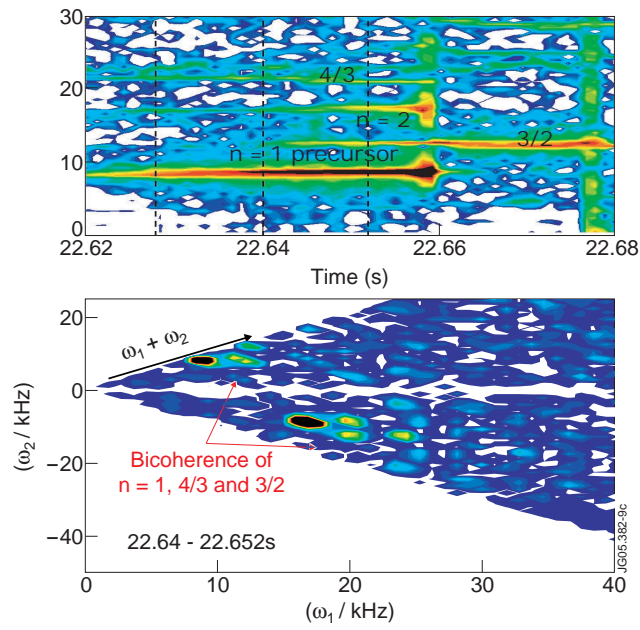 30
20
10
0
4/3
n = 2
3/2
n = 1 precursor
22.62 22.64 22.66 22.68
Time (s)
20
0
-20
-40
(ω2 / kHz)
ω1 + ω2
Bicoherence of
n = 1, 4/3 and 3/2
22.64 - 22.652s
0 10 20 30 40
(ω1 / kHz)
JG05.382-9c